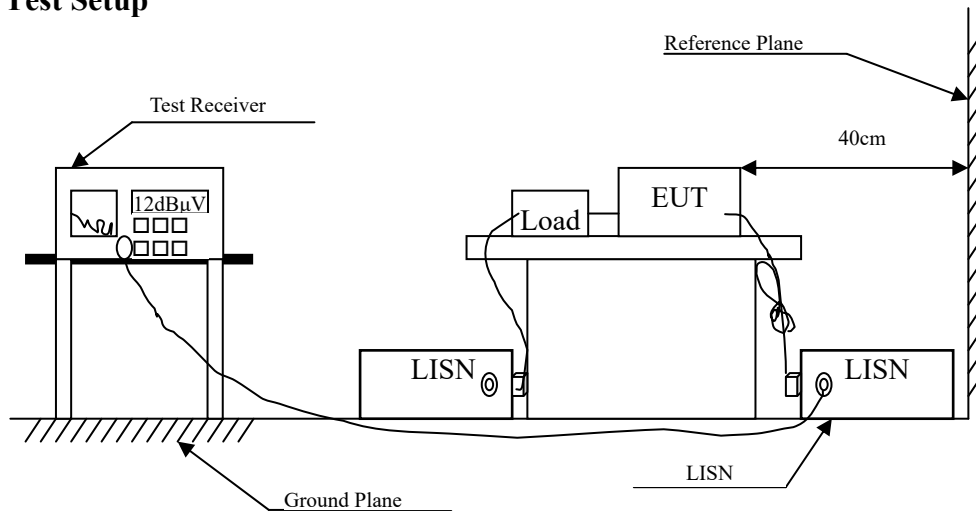 Test Setup
Reference Plane
Test Receiver
40cm
12dBμV
Load
EUT
LISN
LISN
LISN
Ground Plane